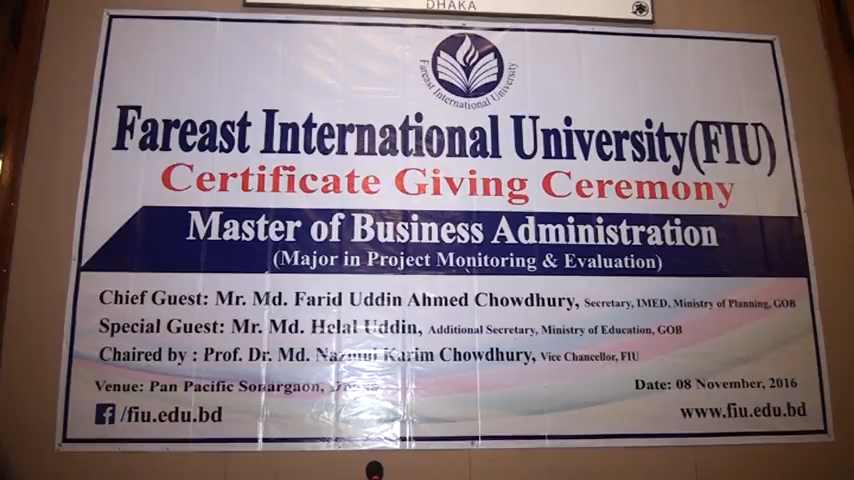 DHAKA
Fareast International University
Fareast International University(FIU)
Certificate Giving Ceremony
Master of Business Administration
(Major in Project Monitoring & Evaluation)
Chief Guest: Mr. Md. Farid Uddin Ahmed Chowdhury, Secretary, IMED, Ministry of Planning, GOB
Special Guest: Mr. Md. Helal Uddin, Additional Secretary, Ministry of Education, GOB
Chaired by : Prof. Dr. Md. Nazmul Karim Chowdhury, Vice Chancellor, FIU
Venue: Pan Pacific Sonargaon,
Date: 08 November, 2016
/fiu.edu.bd
www.fiu.edu.bd